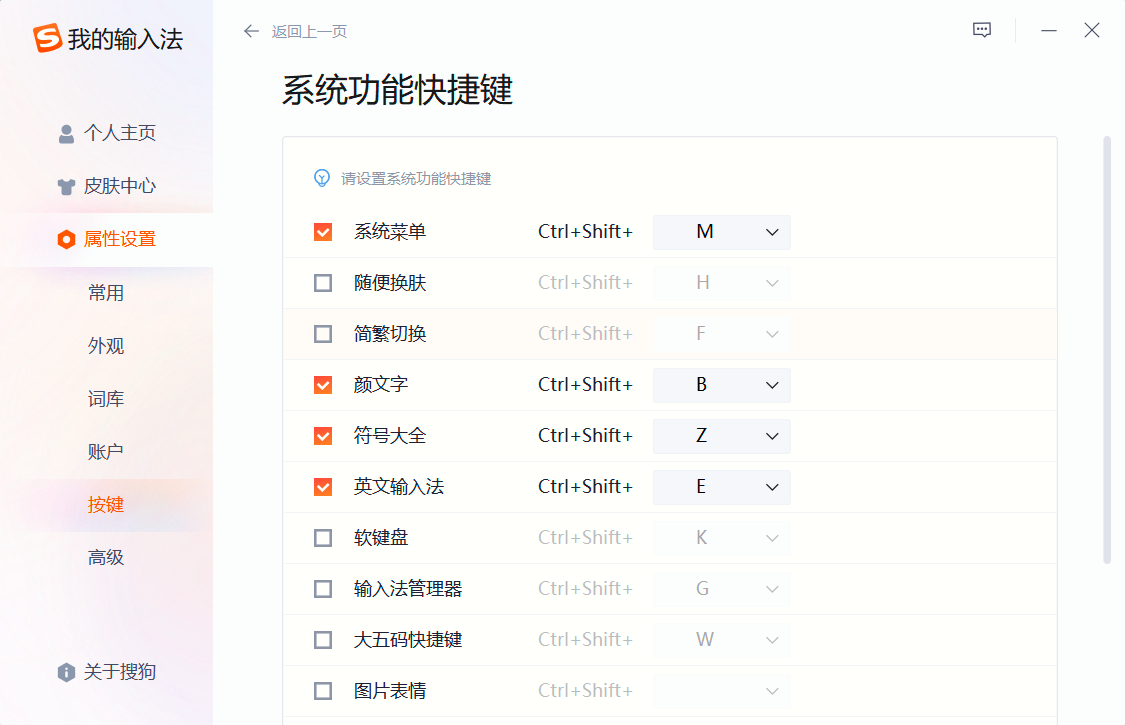 我的输入法
个人主页
皮肤中心
属性设置
常用
外观
词库
账户
按键
高级
关于搜狗
返回上一页
系统功能快捷键
请设置系统功能快捷键
系统菜单 Ctrl+Shift+ M
随便换肤 Ctrl+Shift+ H
简繁切换 Ctrl+Shift+ F
颜文字 Ctrl+Shift+ B
符号大全 Ctrl+Shift+ Z
英文输入法 Ctrl+Shift+ E
软键盘 Ctrl+Shift+ K
输入法管理器 Ctrl+Shift+ G
大五码快捷键 Ctrl+Shift+ W
图片表情 Ctrl+Shift+